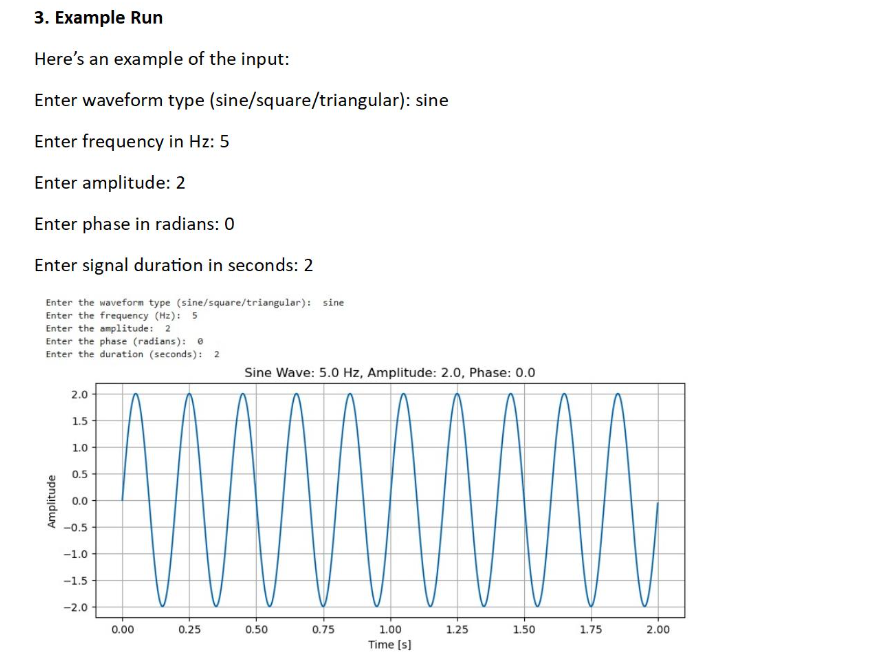 3. Example Run
Here’s an example of the input:
Enter waveform type (sine/square/triangular): sine
Enter frequency in Hz: 5
Enter amplitude: 2
Enter phase in radians: 0
Enter signal duration in seconds: 2
Enter the waveform type (sine/square/triangular): sine
Enter the frequency (Hz): 5
Enter the amplitude: 2
Enter the phase (radians): 0
Enter the duration (seconds): 2
Sine Wave: 5.0 Hz, Amplitude: 2.0, Phase: 0.0
2.0
1.5
1.0
0.5
0.0
−0.5
−1.0
−1.5
−2.0
Amplitude
0.00 0.25 0.50 0.75 1.00 1.25 1.50 1.75 2.00
Time [s]